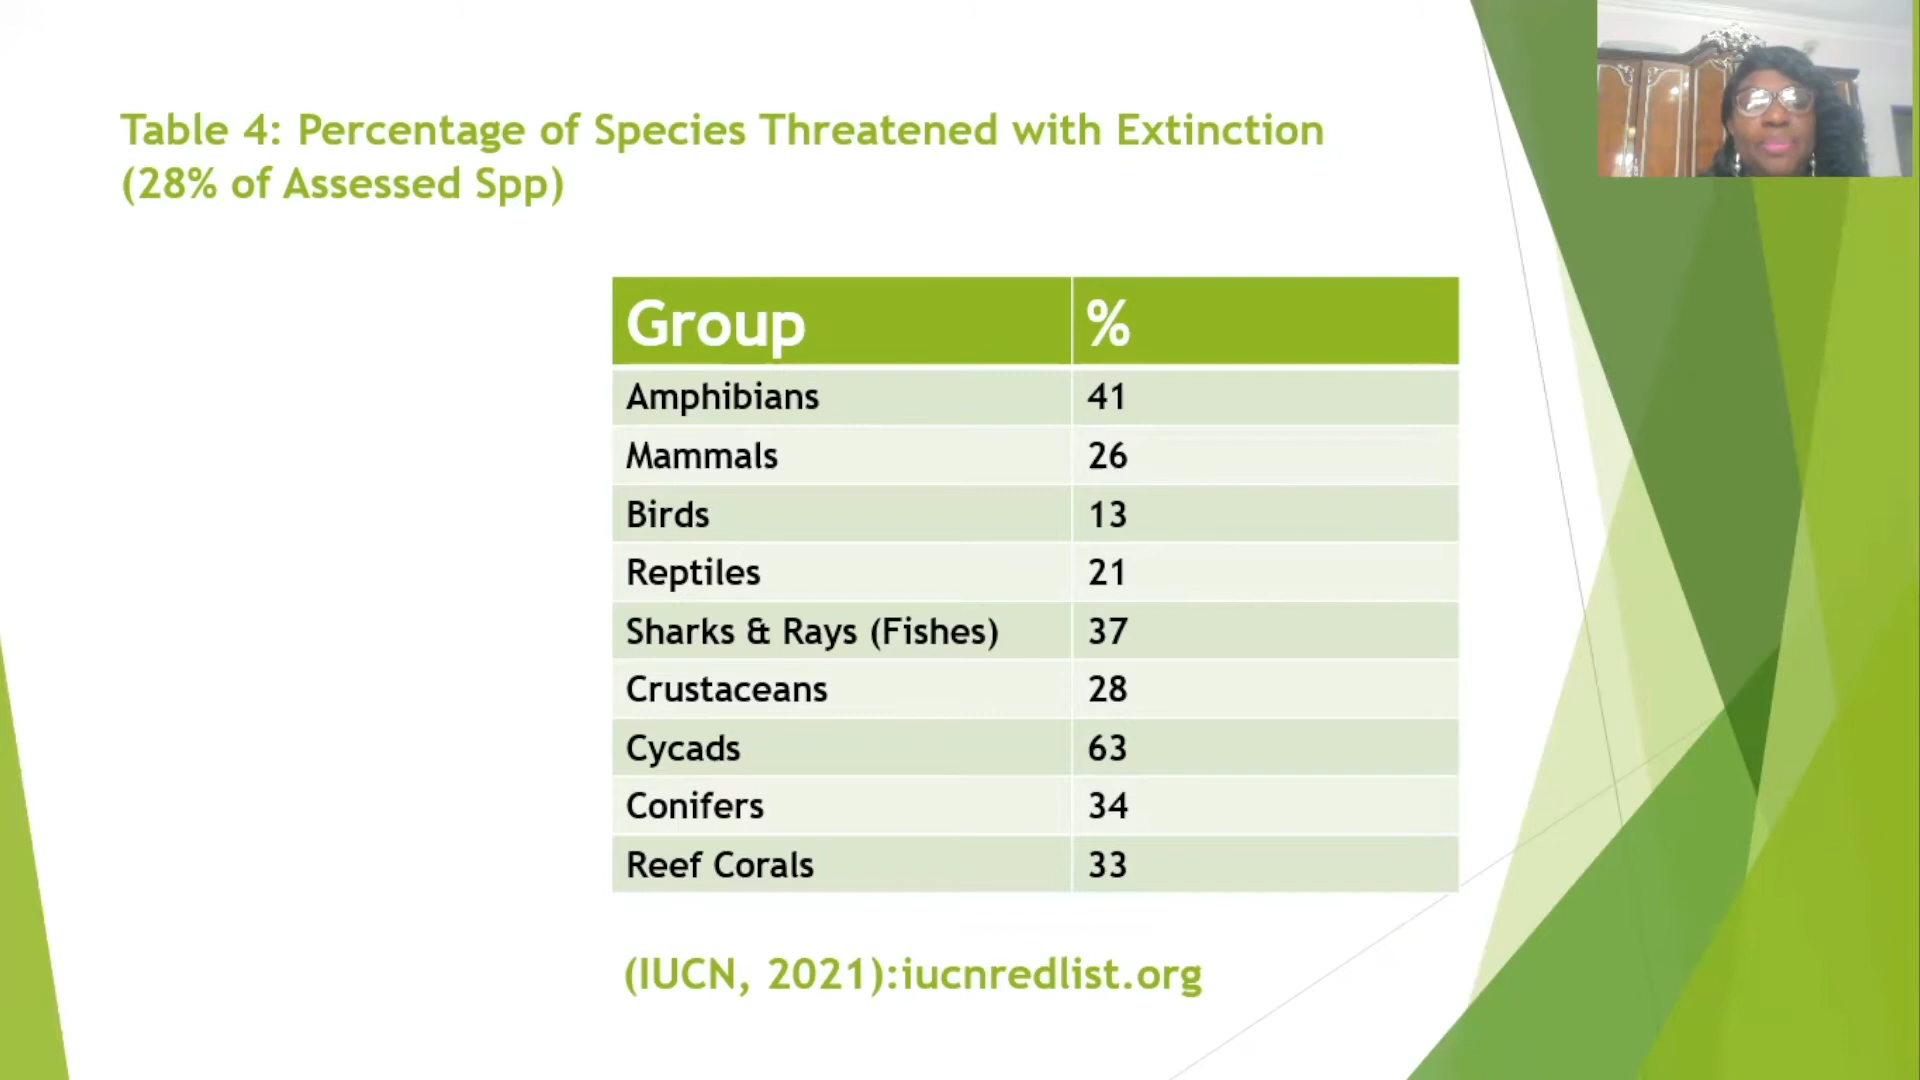 Table 4: Percentage of Species Threatened with Extinction
(28% of Assessed Spp)
Group %
Amphibians 41
Mammals 26
Birds 13
Reptiles 21
Sharks & Rays (Fishes) 37
Crustaceans 28
Cycads 63
Conifers 34
Reef Corals 33
(IUCN, 2021):iucnredlist.org